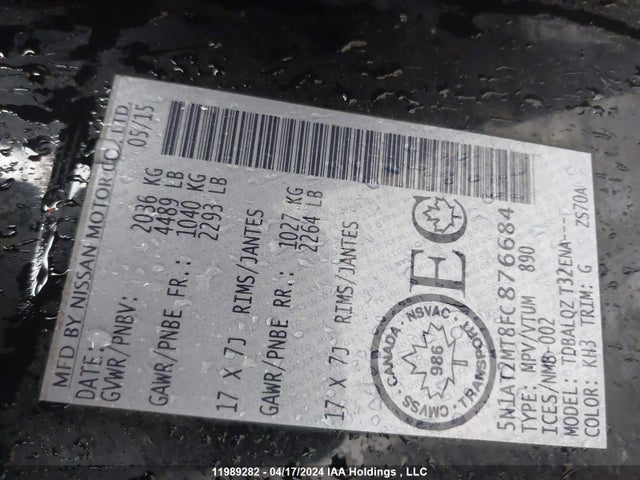 MFD BY NISSAN MOTOR CO., LTD.
DATE: 05/15
GVWR/PNBV: 2036 KG
4489 LB
GAWR/PNBE FR.: 1040 KG
2293 LB
17 X 7J RIMS/JANTES
GAWR/PNBE RR.: 1027 KG
2264 LB
17 X 7J RIMS/JANTES
CANADA · NSVAC · TRANSPORT · CMVSS
986
EC
5N1AT2MT8FC876684
TYPE: MPV/VTUM 890
ICES/NMB-002
MODEL: TDBALQZ T32ENA---
COLOR: KH3 TRIM: G ZS70A
11989282 - 04/17/2024 IAA Holdings , LLC